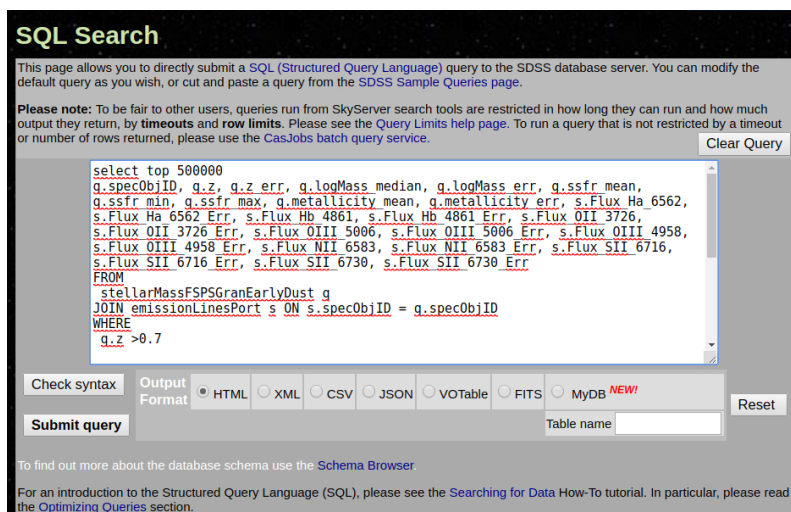 SQL Search
This page allows you to directly submit a SQL (Structured Query Language) query to the SDSS database server. You can modify the
default query as you wish, or cut and paste a query from the SDSS Sample Queries page.
Please note: To be fair to other users, queries run from SkyServer search tools are restricted in how long they can run and how much
output they return, by timeouts and row limits. Please see the Query Limits help page. To run a query that is not restricted by a timeout
or number of rows returned, please use the CasJobs batch query service.
Clear Query
select top 500000
q.specObjID, q.z, q.z_err, q.logMass_median, q.logMass_err, q.ssfr_mean,
q.ssfr_min, q.ssfr_max, q.metallicity_mean, q.metallicity_err, s.Flux_Ha_6562,
s.Flux_Ha_6562_Err, s.Flux_Hb_4861, s.Flux_Hb_4861_Err, s.Flux_OII_3726,
s.Flux_OII_3726_Err, s.Flux_OIII_5006, s.Flux_OIII_5006_Err, s.Flux_OIII_4958,
s.Flux_OIII_4958_Err, s.Flux_NII_6583, s.Flux_NII_6583_Err, s.Flux_SII_6716,
s.Flux_SII_6716_Err, s.Flux_SII_6730, s.Flux_SII_6730_Err
FROM
stellarMassFSPSGranEarlyDust q
JOIN emissionLinesPort s ON s.specObjID = q.specObjID
WHERE
q.z >0.7
Check syntax
Output Format
HTML XML CSV JSON VOTable FITS MyDB NEW!
Reset
Submit query
Table name
To find out more about the database schema use the Schema Browser.
For an introduction to the Structured Query Language (SQL), please see the Searching for Data How-To tutorial. In particular, please read
the Optimizing Queries section.